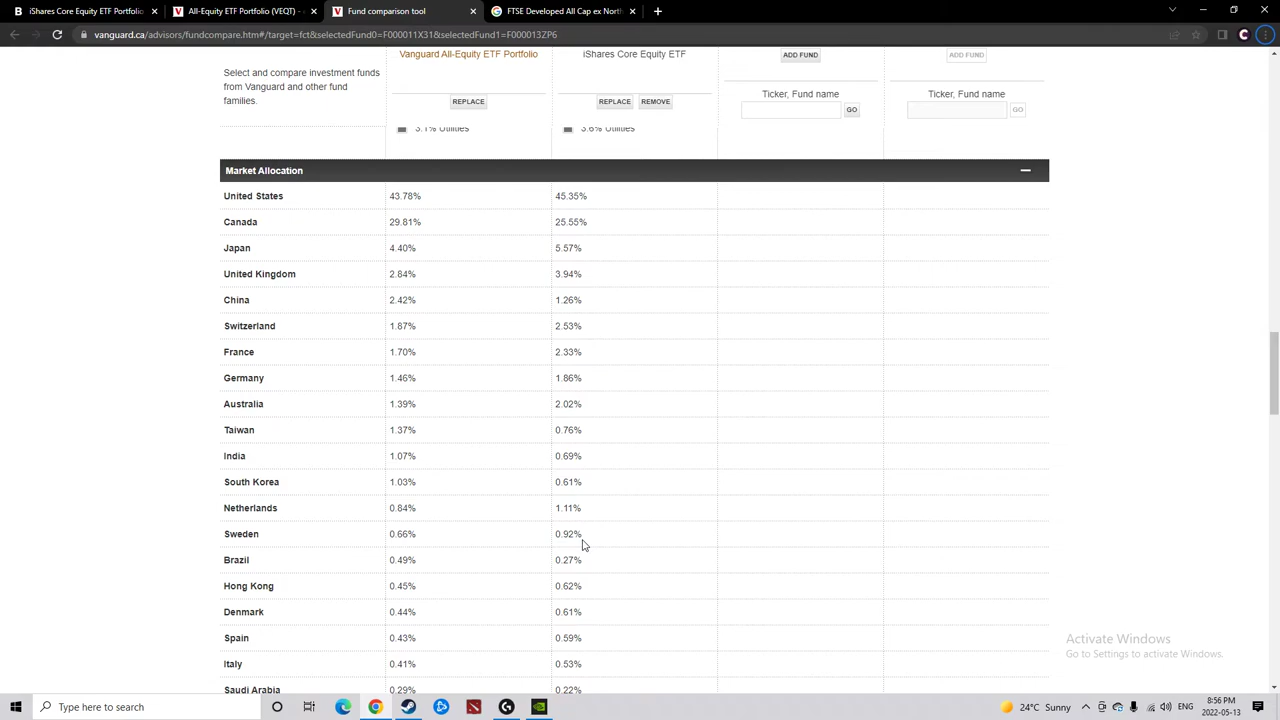 iShares Core Equity ETF Portfolio
All-Equity ETF Portfolio (VEQT) -
Fund comparison tool
FTSE Developed All Cap ex North
vanguard.ca/advisors/fundcompare.htm#/target=fct&selectedFund0=F000011X31&selectedFund1=F000013ZP6
Vanguard All-Equity ETF Portfolio
iShares Core Equity ETF
ADD FUND
ADD FUND
Select and compare investment funds
from Vanguard and other fund
families.
REPLACE
REPLACE
REMOVE
Ticker, Fund name
GO
Ticker, Fund name
GO
3.1% Utilities
3.6% Utilities
Market Allocation
United States 43.78% 45.35%
Canada 29.81% 25.55%
Japan 4.40% 5.57%
United Kingdom 2.84% 3.94%
China 2.42% 1.26%
Switzerland 1.87% 2.53%
France 1.70% 2.33%
Germany 1.46% 1.86%
Australia 1.39% 2.02%
Taiwan 1.37% 0.76%
India 1.07% 0.69%
South Korea 1.03% 0.61%
Netherlands 0.84% 1.11%
Sweden 0.66% 0.92%
Brazil 0.49% 0.27%
Hong Kong 0.45% 0.62%
Denmark 0.44% 0.61%
Spain 0.43% 0.59%
Italy 0.41% 0.53%
Saudi Arabia 0.29% 0.22%
Activate Windows
Go to Settings to activate Windows.
Type here to search
24°C Sunny
ENG
8:56 PM
2022-05-13